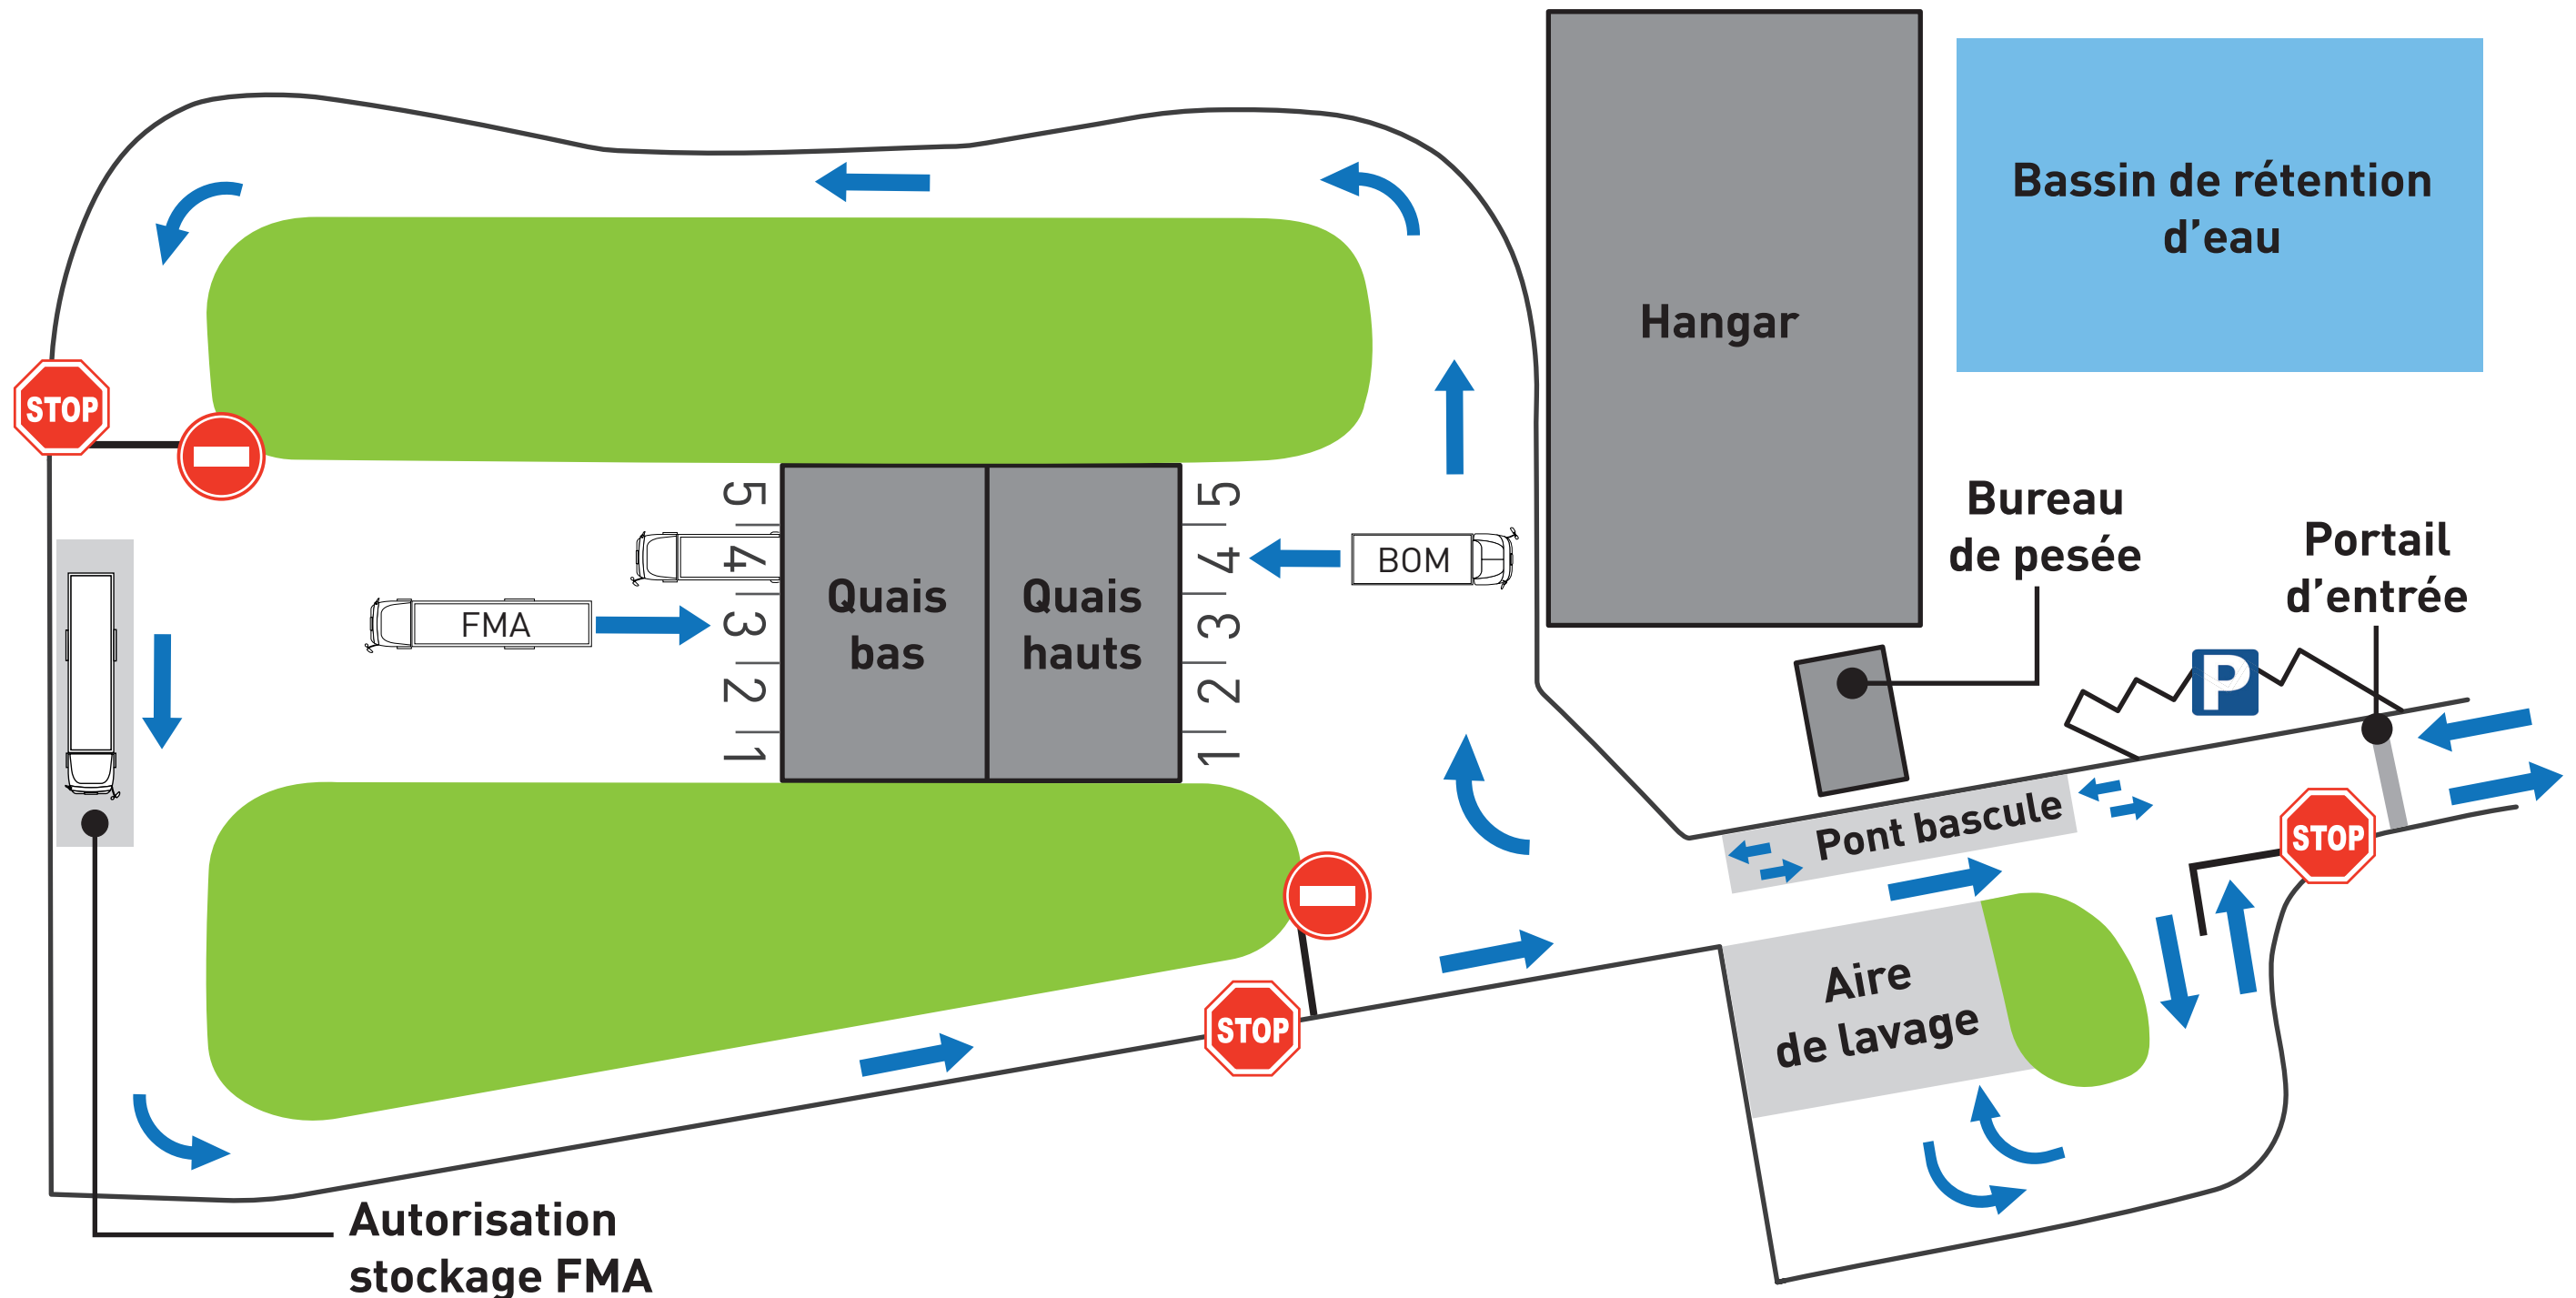 Bassin de rétention
d'eau
Hangar
STOP
Bureau
de pesée
Portail
d'entrée
5
4
3
2
1
FMA
Quais
bas
Quais
hauts
5
4
3
2
1
BOM
P
Pont bascule
STOP
Aire
de lavage
STOP
Autorisation
stockage FMA